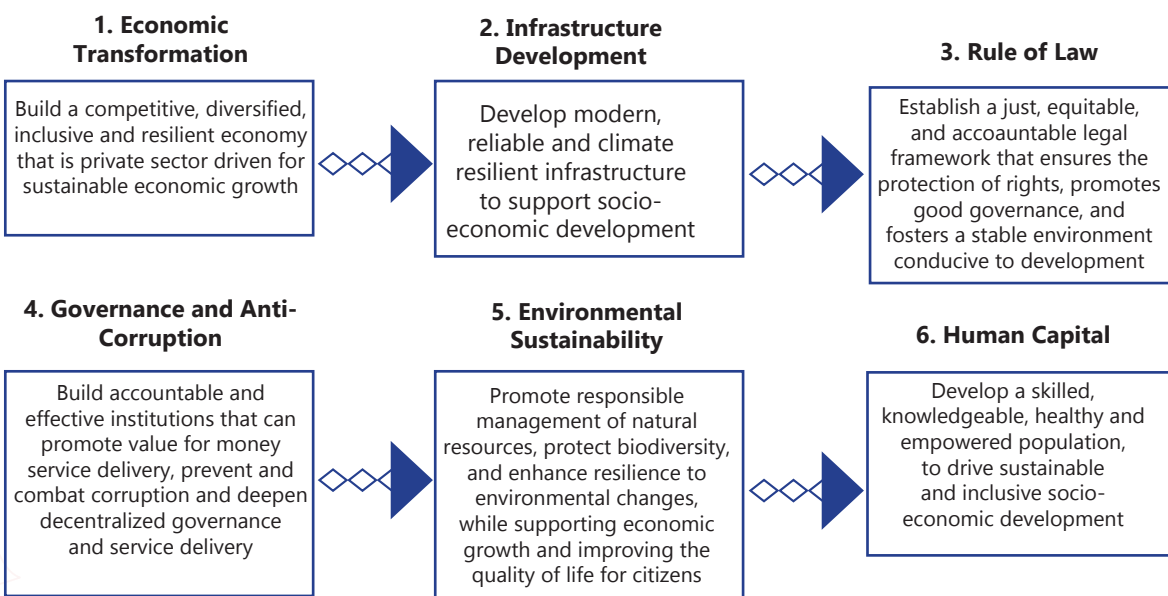 1. Economic
Transformation
Build a competitive, diversified,
inclusive and resilient economy
that is private sector driven for
sustainable economic growth
2. Infrastructure
Development
Develop modern,
reliable and climate
resilient infrastructure
to support socio-
economic development
3. Rule of Law
Establish a just, equitable,
and accoauntable legal
framework that ensures the
protection of rights, promotes
good governance, and
fosters a stable environment
conducive to development
4. Governance and Anti-
Corruption
Build accountable and
effective institutions that can
promote value for money
service delivery, prevent and
combat corruption and deepen
decentralized governance
and service delivery
5. Environmental
Sustainability
Promote responsible
management of natural
resources, protect biodiversity,
and enhance resilience to
environmental changes,
while supporting economic
growth and improving the
quality of life for citizens
6. Human Capital
Develop a skilled,
knowledgeable, healthy and
empowered population,
to drive sustainable
and inclusive socio-
economic development